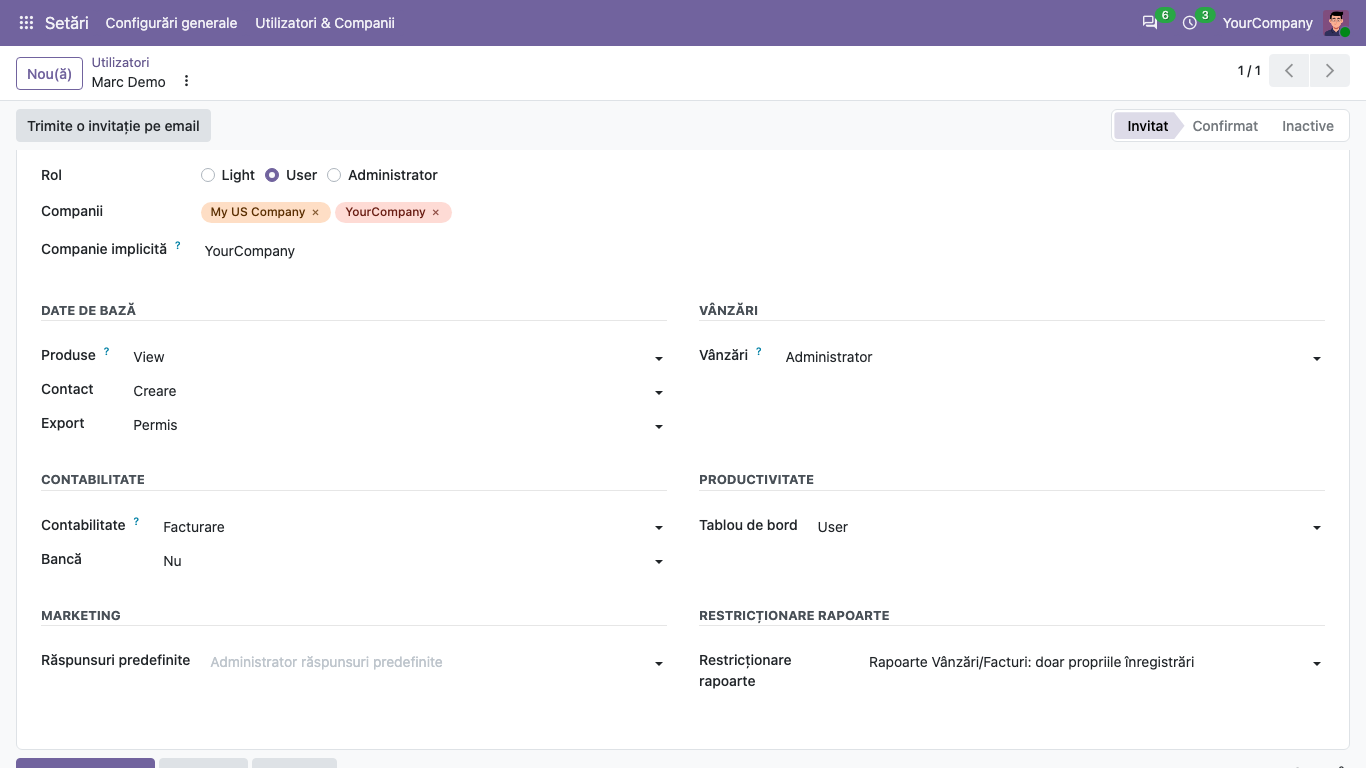 Setări Configurări generale Utilizatori & Companii 6 3 YourCompany
Nou(ă) Utilizatori
Marc Demo
1 / 1
Trimite o invitație pe email
Invitat Confirmat Inactive
Rol Light User Administrator
Companii My US Company × YourCompany ×
Companie implicită ? YourCompany
DATE DE BAZĂ
Produse ? View
Contact Creare
Export Permis
VÂNZĂRI
Vânzări ? Administrator
CONTABILITATE
Contabilitate ? Facturare
Bancă Nu
PRODUCTIVITATE
Tablou de bord User
MARKETING
Răspunsuri predefinite Administrator răspunsuri predefinite
RESTRICȚIONARE RAPOARTE
Restricționare
rapoarte
Rapoarte Vânzări/Facturi: doar propriile înregistrări